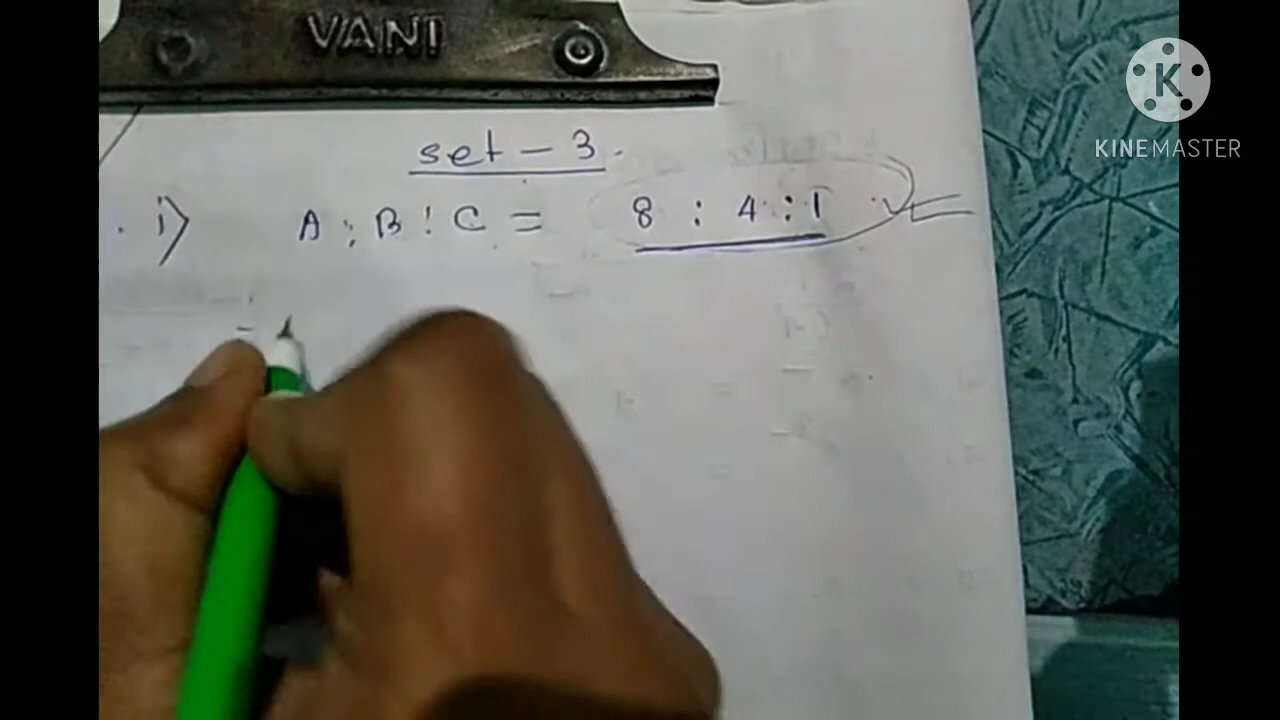 VANI
KINEMASTER
set - 3.
. i) A : B ! C = 8 : 4 : 1